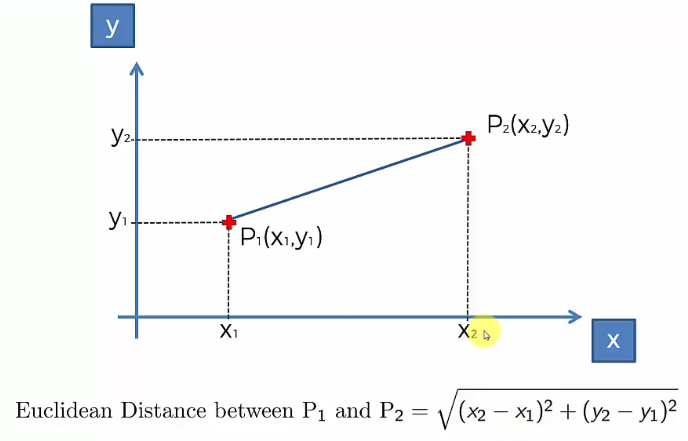 y
y₂
P₂(x₂,y₂)
y₁
P₁(x₁,y₁)
x₁
x₂
x
Euclidean Distance between P₁ and P₂ = √(x₂ − x₁)² + (y₂ − y₁)²